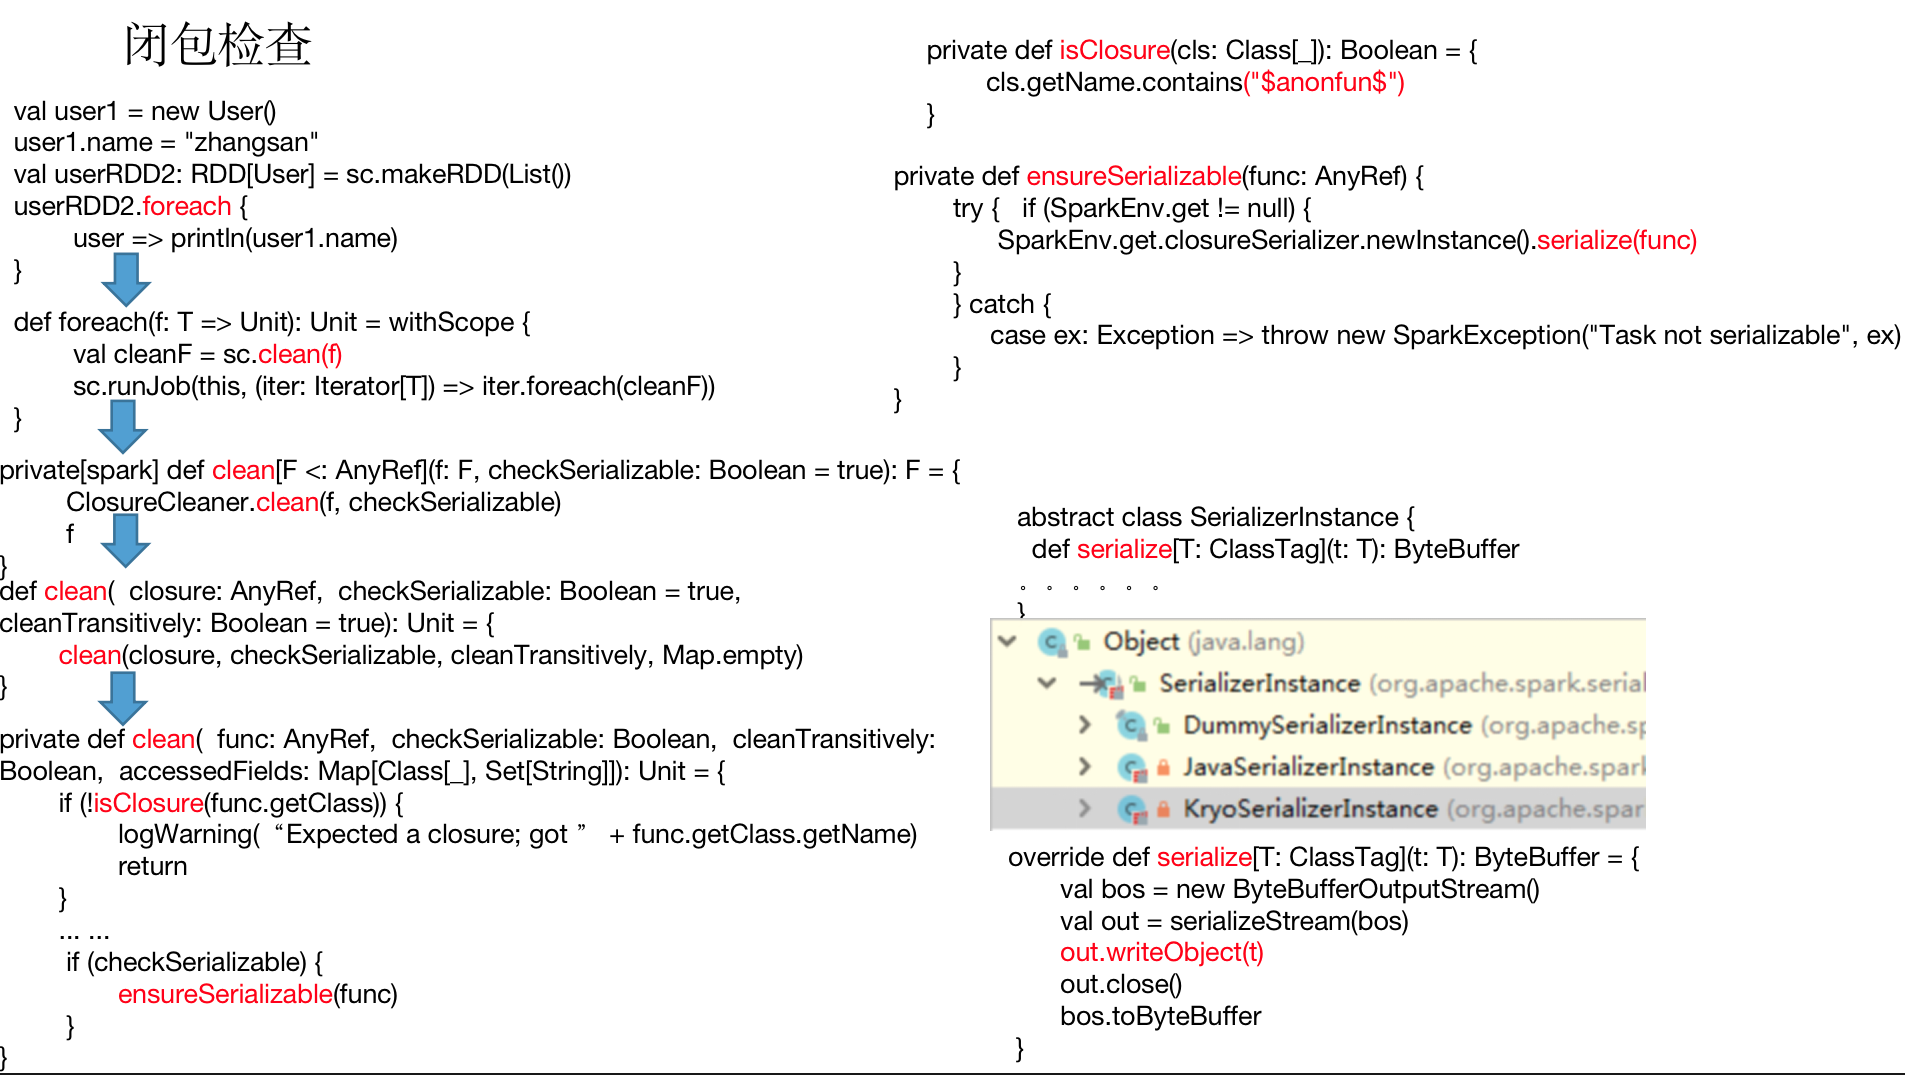 闭包检查
val user1 = new User()
user1.name = "zhangsan"
val userRDD2: RDD[User] = sc.makeRDD(List())
userRDD2.foreach {
user => println(user1.name)
}
def foreach(f: T => Unit): Unit = withScope {
val cleanF = sc.clean(f)
sc.runJob(this, (iter: Iterator[T]) => iter.foreach(cleanF))
}
private[spark] def clean[F <: AnyRef](f: F, checkSerializable: Boolean = true): F = {
ClosureCleaner.clean(f, checkSerializable)
f
}
def clean( closure: AnyRef, checkSerializable: Boolean = true,
cleanTransitively: Boolean = true): Unit = {
clean(closure, checkSerializable, cleanTransitively, Map.empty)
}
private def clean( func: AnyRef, checkSerializable: Boolean, cleanTransitively:
Boolean, accessedFields: Map[Class[_], Set[String]]): Unit = {
if (!isClosure(func.getClass)) {
logWarning( “Expected a closure; got ” + func.getClass.getName)
return
}
... ...
if (checkSerializable) {
ensureSerializable(func)
}
}
private def isClosure(cls: Class[_]): Boolean = {
cls.getName.contains("$anonfun$")
}
private def ensureSerializable(func: AnyRef) {
try { if (SparkEnv.get != null) {
SparkEnv.get.closureSerializer.newInstance().serialize(func)
}
} catch {
case ex: Exception => throw new SparkException("Task not serializable", ex)
}
}
abstract class SerializerInstance {
def serialize[T: ClassTag](t: T): ByteBuffer
。。。。。。
}
Object (java.lang)
SerializerInstance (org.apache.spark.serial
DummySerializerInstance (org.apache.sp
JavaSerializerInstance (org.apache.spark
KryoSerializerInstance (org.apache.spar
override def serialize[T: ClassTag](t: T): ByteBuffer = {
val bos = new ByteBufferOutputStream()
val out = serializeStream(bos)
out.writeObject(t)
out.close()
bos.toByteBuffer
}